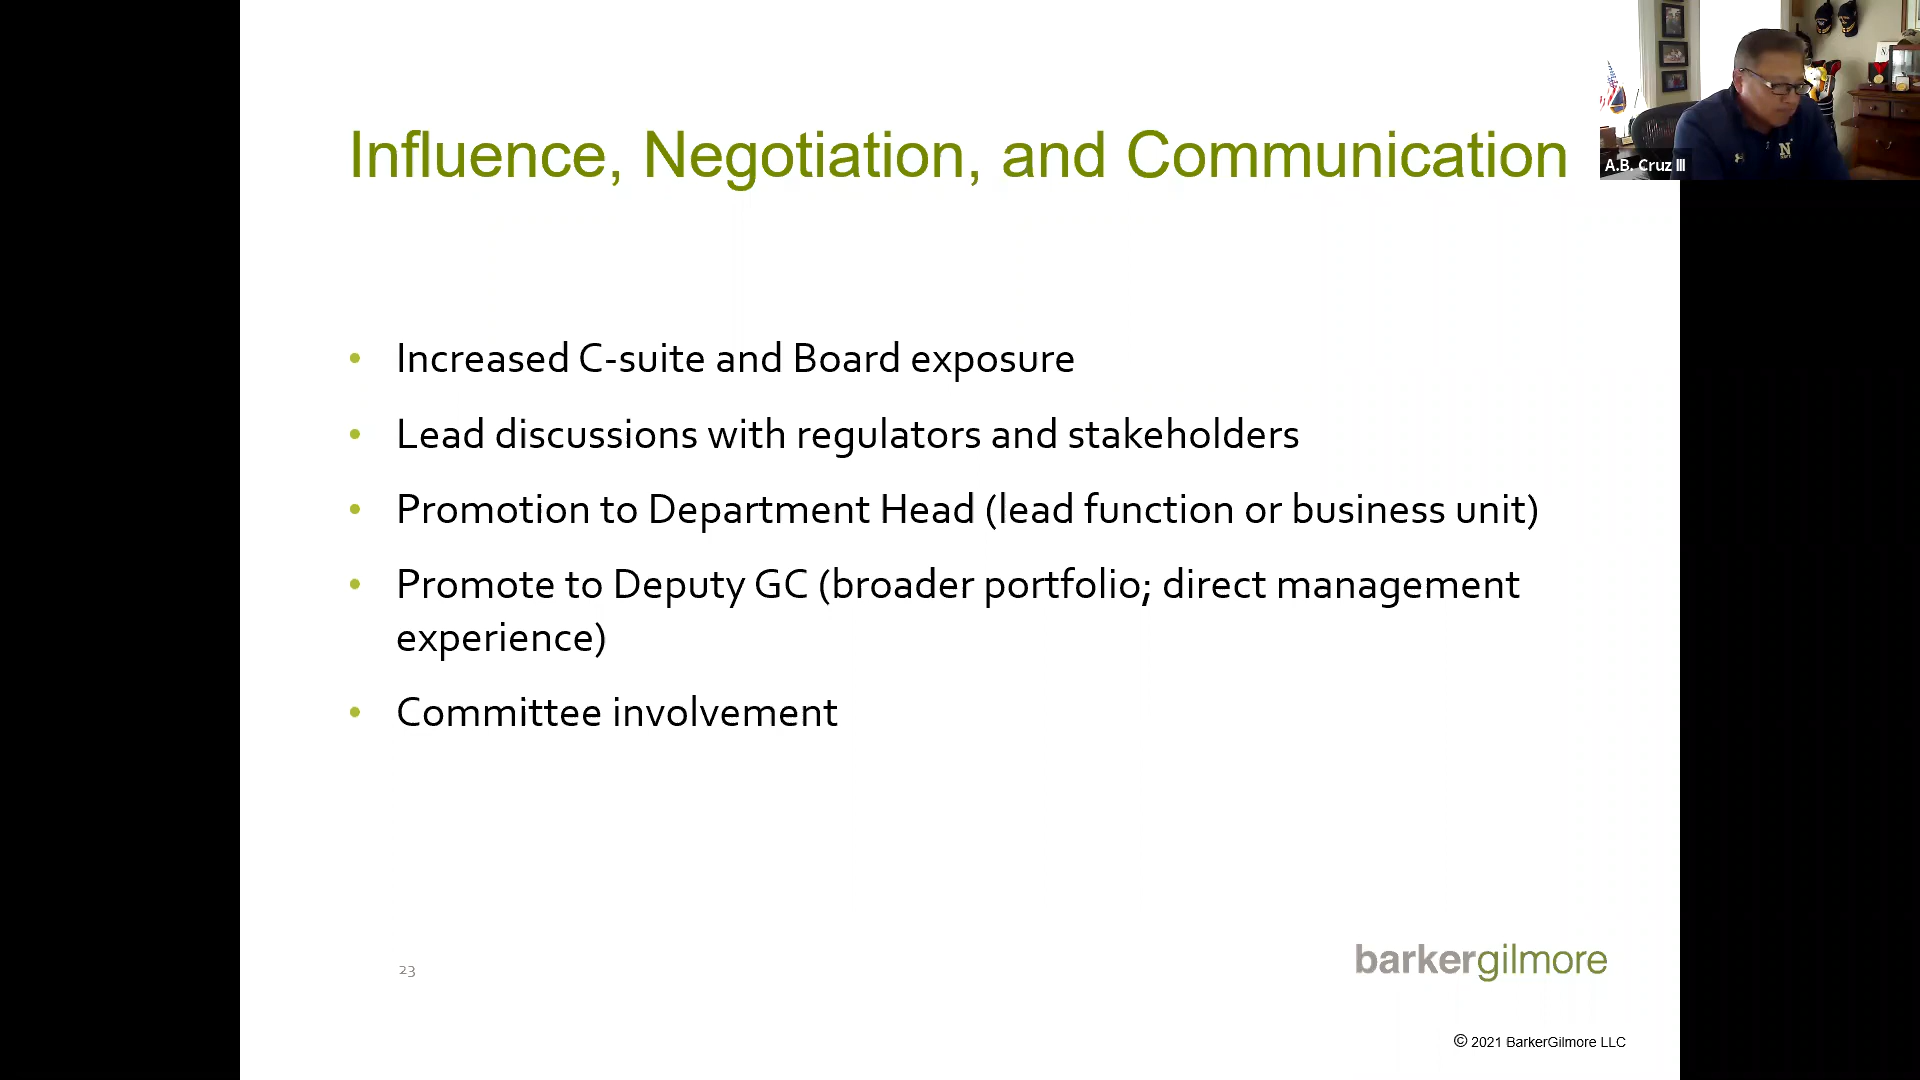 Influence, Negotiation, and Communication
A.B. Cruz III
• Increased C-suite and Board exposure
• Lead discussions with regulators and stakeholders
• Promotion to Department Head (lead function or business unit)
• Promote to Deputy GC (broader portfolio; direct management
experience)
• Committee involvement
23
barkergilmore
© 2021 BarkerGilmore LLC
N